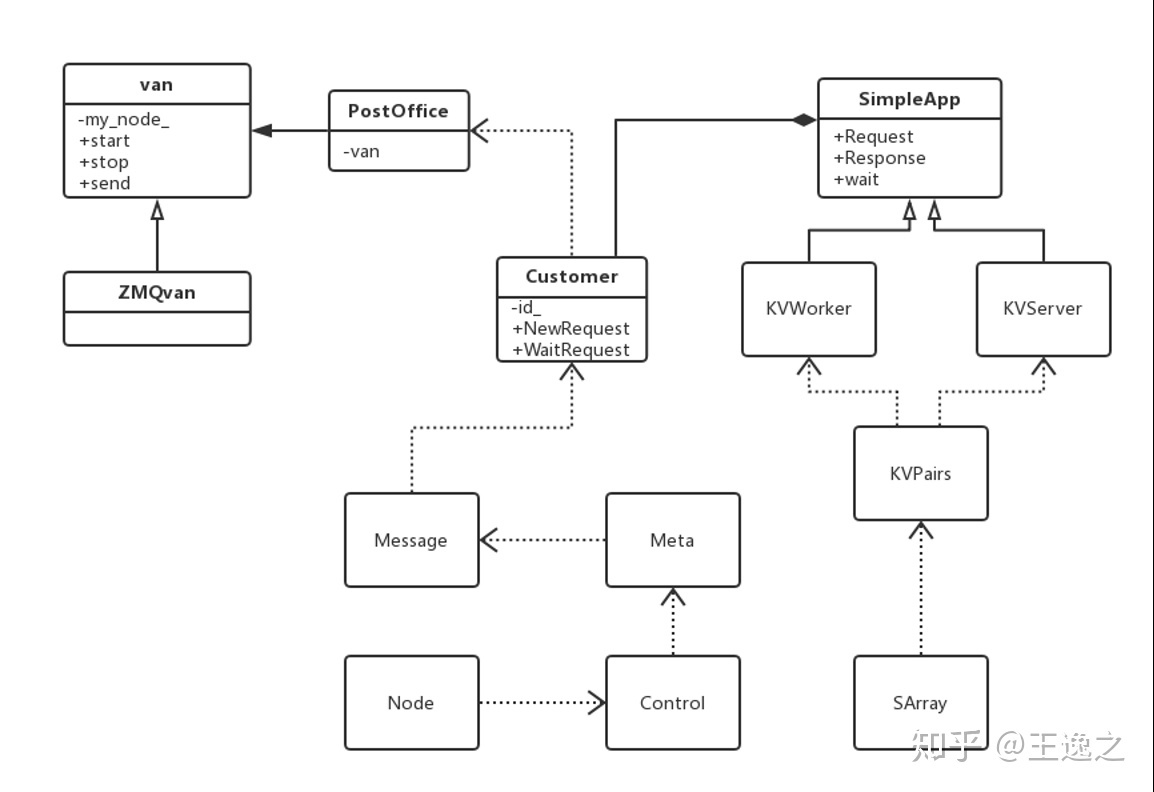 van
-my_node_
+start
+stop
+send
PostOffice
-van
SimpleApp
+Request
+Response
+wait
ZMQvan
Customer
-id_
+NewRequest
+WaitRequest
KVWorker
KVServer
KVPairs
Message
Meta
Node
Control
SArray
知乎 @王逸之